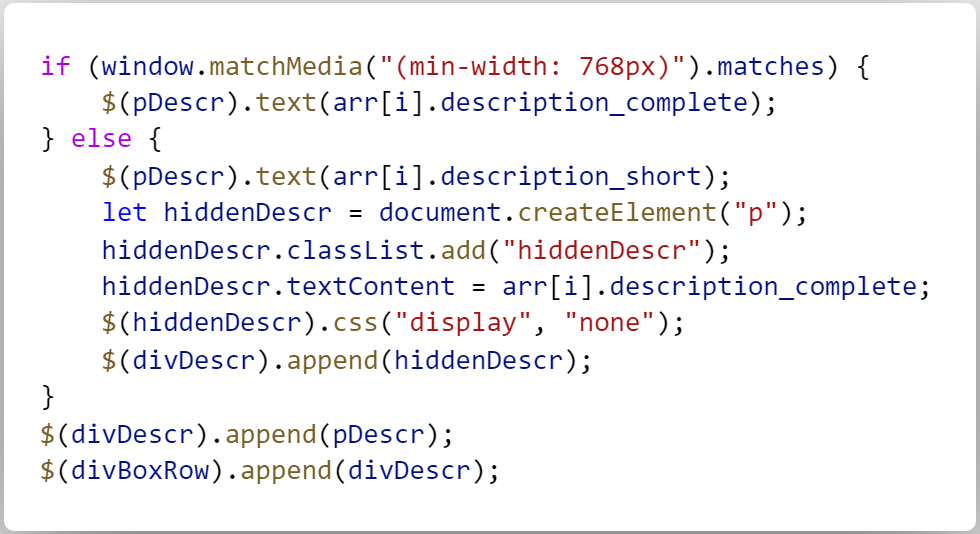 if (window.matchMedia("(min-width: 768px)").matches) {
    $(pDescr).text(arr[i].description_complete);
} else {
    $(pDescr).text(arr[i].description_short);
    let hiddenDescr = document.createElement("p");
    hiddenDescr.classList.add("hiddenDescr");
    hiddenDescr.textContent = arr[i].description_complete;
    $(hiddenDescr).css("display", "none");
    $(divDescr).append(hiddenDescr);
}
$(divDescr).append(pDescr);
$(divBoxRow).append(divDescr);